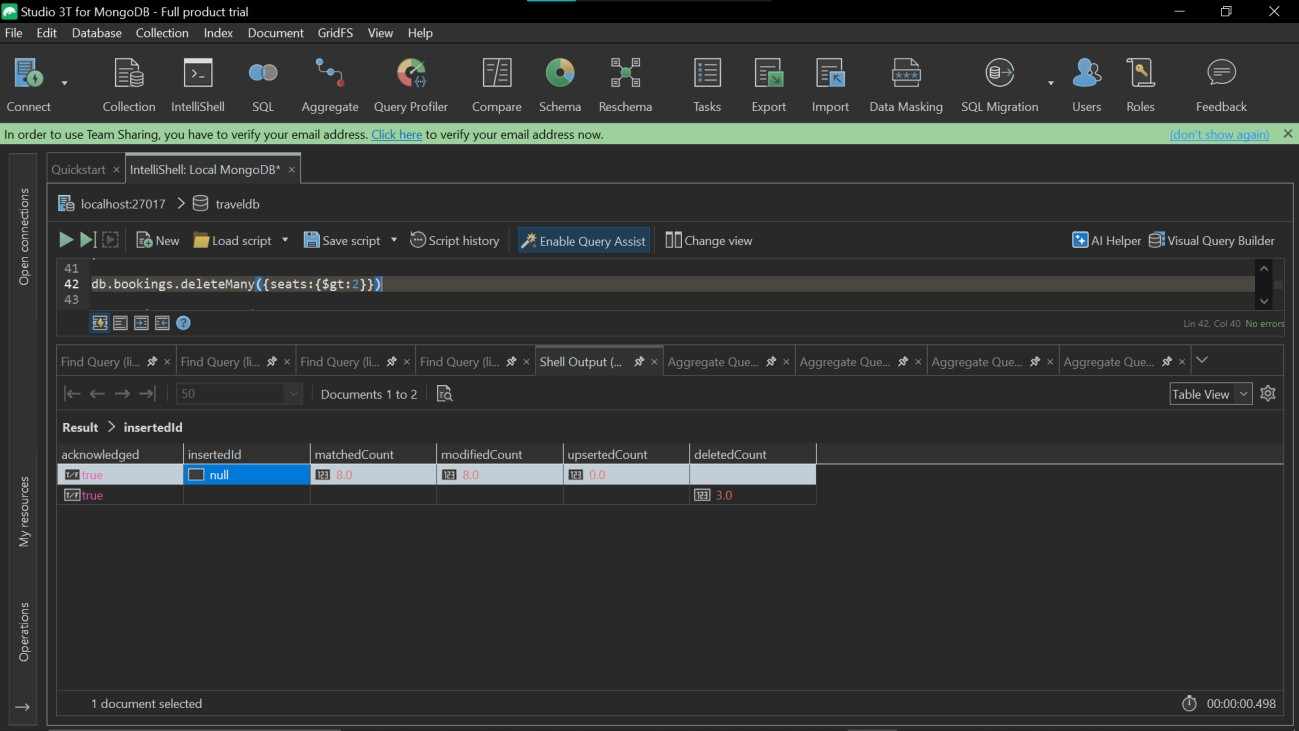 Studio 3T for MongoDB - Full product trial
File Edit Database Collection Index Document GridFS View Help
Connect Collection IntelliShell SQL Aggregate Query Profiler Compare Schema Reschema Tasks Export Import Data Masking SQL Migration Users Roles Feedback
In order to use Team Sharing, you have to verify your email address. Click here to verify your email address now. (don't show again)
Open connections
My resources
Operations
Quickstart IntelliShell: Local MongoDB*
localhost:27017 > traveldb
New Load script Save script Script history Enable Query Assist Change view AI Helper Visual Query Builder
41
42 db.bookings.deleteMany({seats:{$gt:2}})
43
Lin 42, Col 40 No errors
Find Query (li... Find Query (li... Find Query (li... Find Query (li... Shell Output (... Aggregate Que... Aggregate Que... Aggregate Que... Aggregate Que...
50 Documents 1 to 2 Table View
Result > insertedId
acknowledged insertedId matchedCount modifiedCount upsertedCount deletedCount
T/F true null 123 8.0 123 8.0 123 0.0
T/F true 123 3.0
1 document selected 00:00:00.498